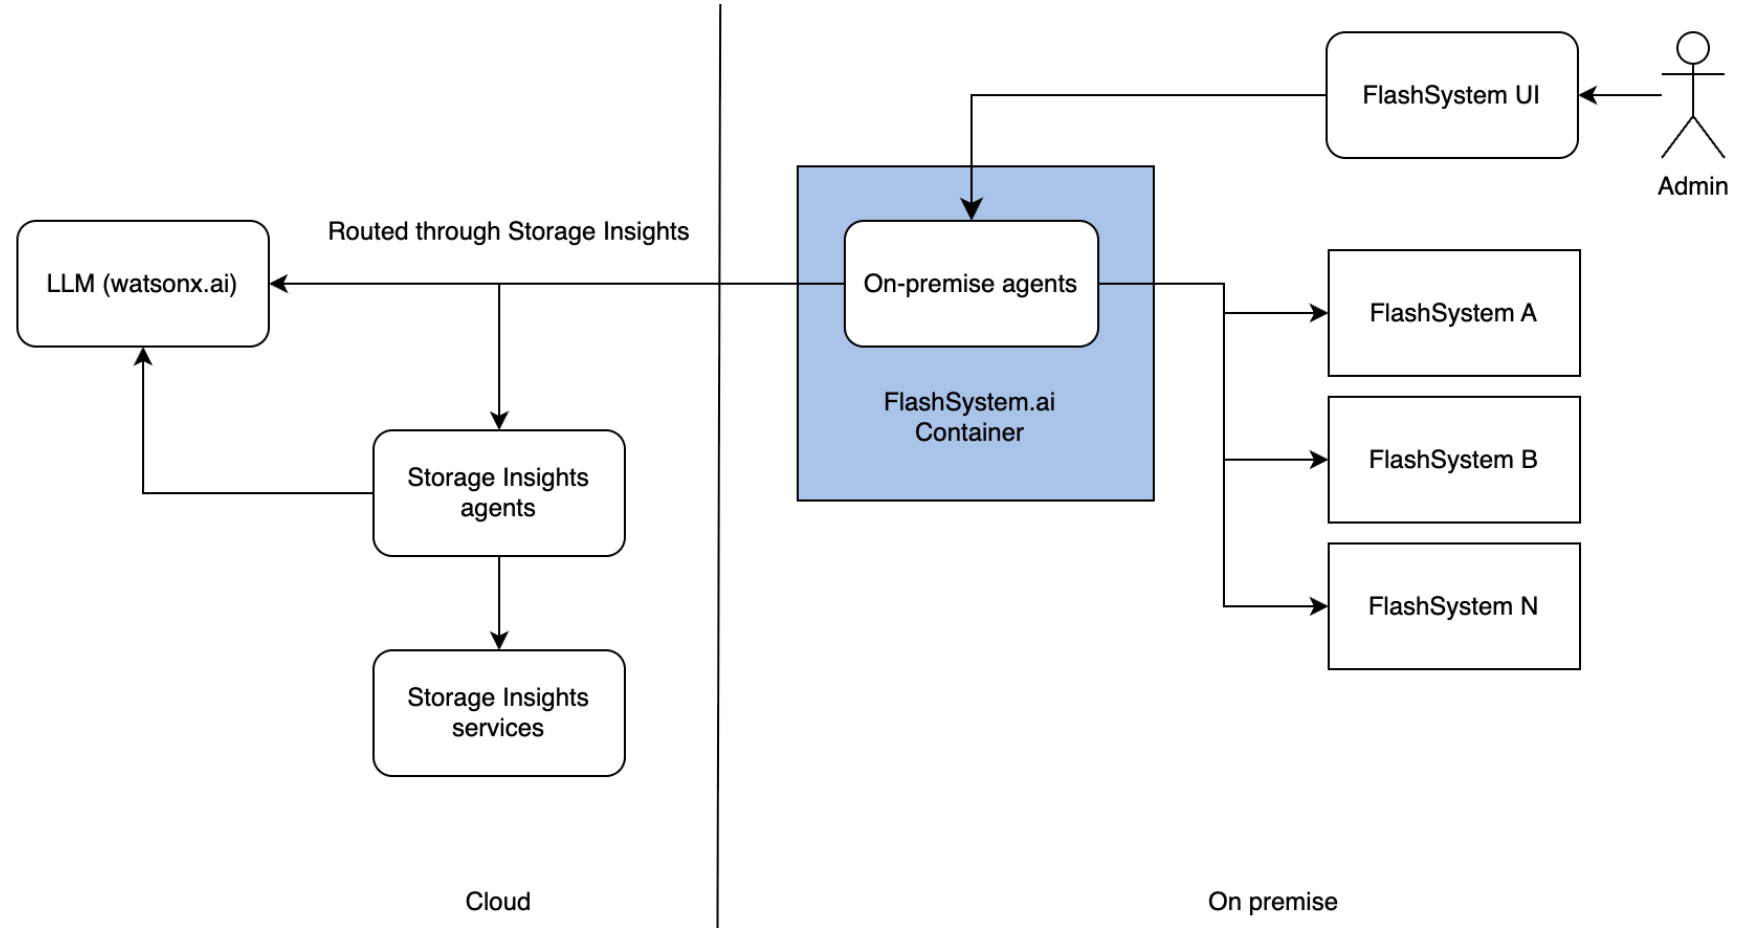 FlashSystem UI
Admin
Routed through Storage Insights
LLM (watsonx.ai)
On-premise agents
FlashSystem A
FlashSystem.ai
Container
FlashSystem B
Storage Insights
agents
FlashSystem N
Storage Insights
services
Cloud
On premise